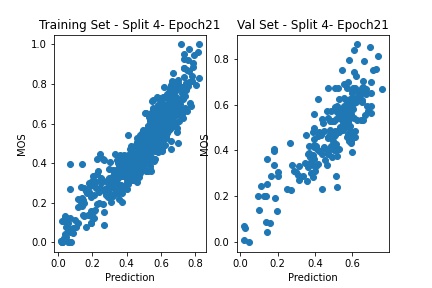 Training Set - Split 4- Epoch21
Val Set - Split 4- Epoch21
1.0
0.8
0.6
0.4
0.2
0.0
MOS
0.0 0.2 0.4 0.6 0.8
Prediction
0.8
0.6
0.4
0.2
0.0
MOS
0.0 0.2 0.4 0.6
Prediction